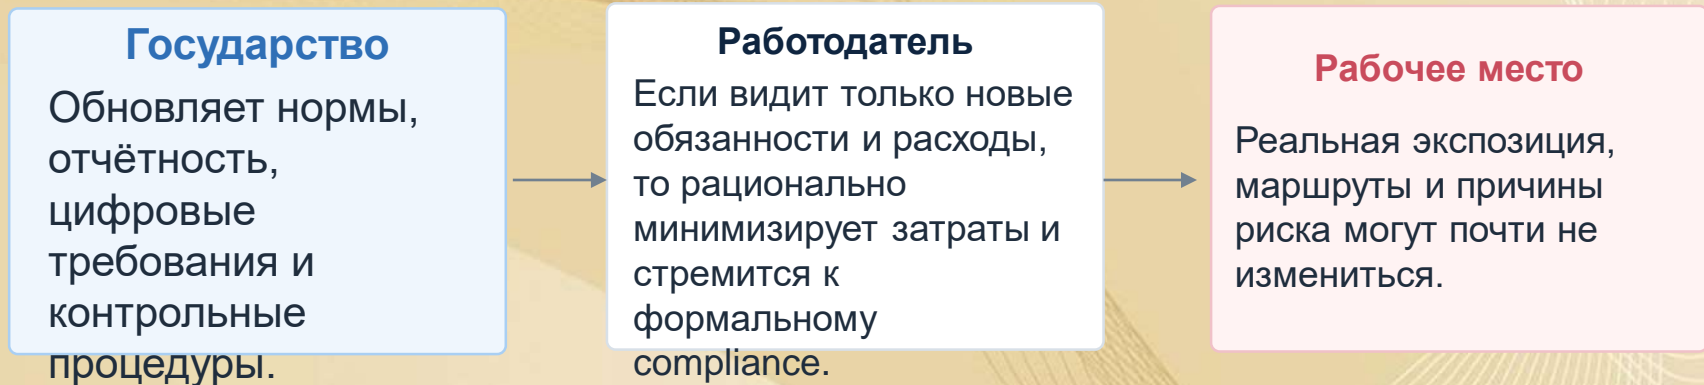 Государство
Обновляет нормы,
отчётность,
цифровые
требования и
контрольные
процедуры.
Работодатель
Если видит только новые
обязанности и расходы,
то рационально
минимизирует затраты и
стремится к
формальному
compliance.
Рабочее место
Реальная экспозиция,
маршруты и причины
риска могут почти не
измениться.